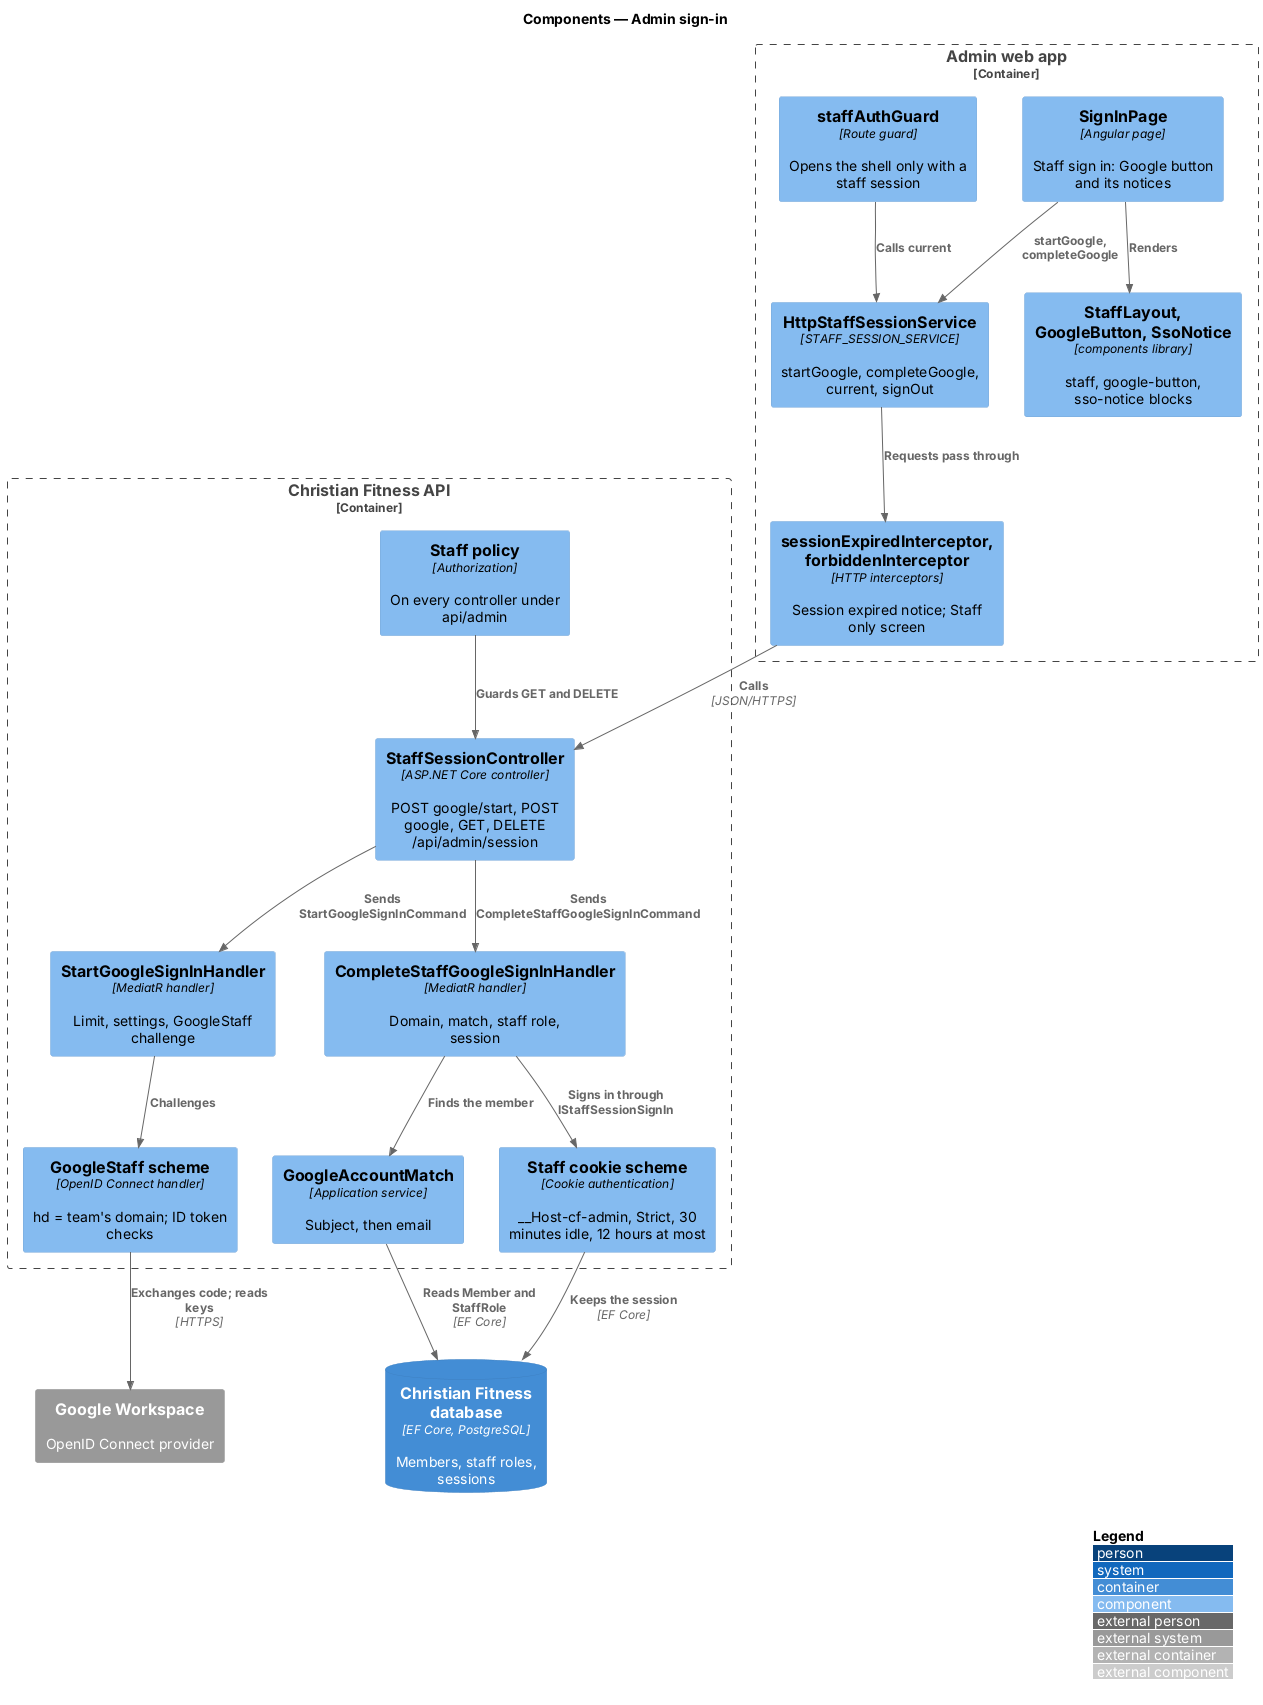 Components — Admin sign-in
Admin web app
[Container]
staffAuthGuard
[Route guard]
Opens the shell only with a
staff session
SignInPage
[Angular page]
Staff sign in: Google button
and its notices
Calls current
startGoogle,
completeGoogle
Renders
HttpStaffSessionService
[STAFF_SESSION_SERVICE]
startGoogle, completeGoogle,
current, signOut
StaffLayout,
GoogleButton, SsoNotice
[components library]
staff, google-button,
sso-notice blocks
Requests pass through
sessionExpiredInterceptor,
forbiddenInterceptor
[HTTP interceptors]
Session expired notice; Staff
only screen
Christian Fitness API
[Container]
Staff policy
[Authorization]
On every controller under
api/admin
Guards GET and DELETE
Calls
[JSON/HTTPS]
StaffSessionController
[ASP.NET Core controller]
POST google/start, POST
google, GET, DELETE
/api/admin/session
Sends
StartGoogleSignInCommand
Sends
CompleteStaffGoogleSignInCommand
StartGoogleSignInHandler
[MediatR handler]
Limit, settings, GoogleStaff
challenge
CompleteStaffGoogleSignInHandler
[MediatR handler]
Domain, match, staff role,
session
Challenges
Finds the member
Signs in through
IStaffSessionSignIn
GoogleStaff scheme
[OpenID Connect handler]
hd = team's domain; ID token
checks
GoogleAccountMatch
[Application service]
Subject, then email
Staff cookie scheme
[Cookie authentication]
__Host-cf-admin, Strict, 30
minutes idle, 12 hours at most
Exchanges code; reads
keys
[HTTPS]
Reads Member and
StaffRole
[EF Core]
Keeps the session
[EF Core]
Google Workspace
OpenID Connect provider
Christian Fitness
database
[EF Core, PostgreSQL]
Members, staff roles,
sessions
Legend
person
system
container
component
external person
external system
external container
external component